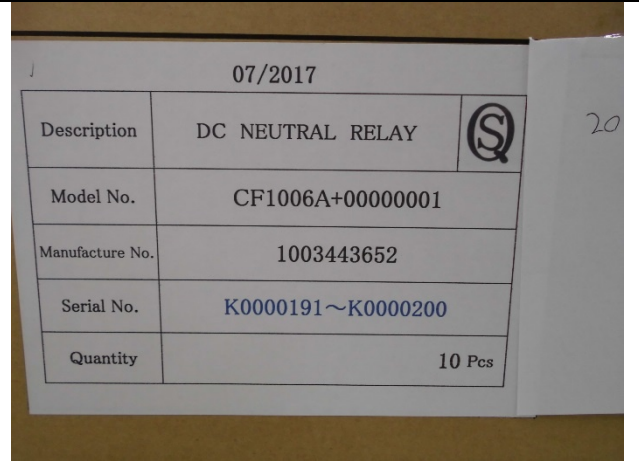 07/2017
Description DC NEUTRAL RELAY SQ
Model No. CF1006A+00000001
Manufacture No. 1003443652
Serial No. K0000191～K0000200
Quantity 10 Pcs
20